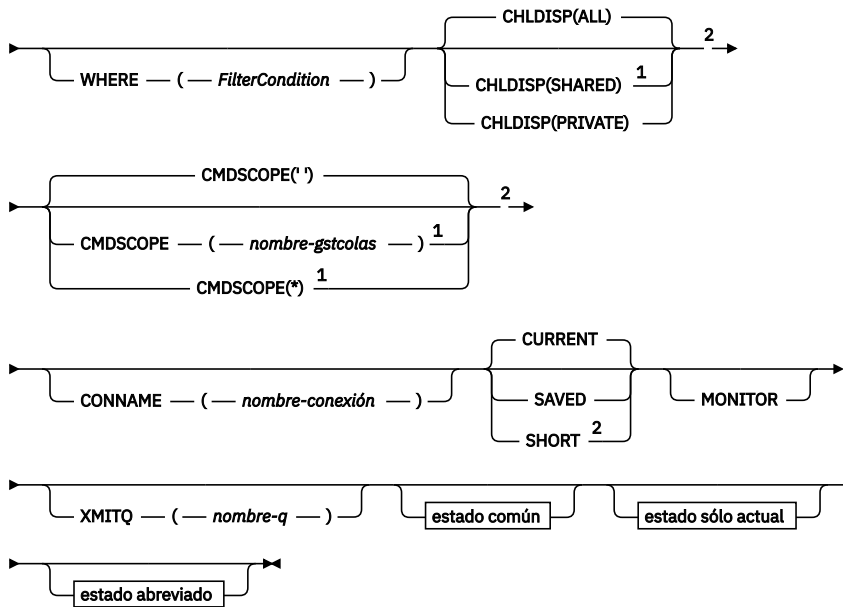 CHLDISP(ALL)
2
WHERE ( FilterCondition )
CHLDISP(SHARED) 1
CHLDISP(PRIVATE)
CMDSCOPE(' ')
2
CMDSCOPE ( nombre-gstcolas ) 1
CMDSCOPE(*) 1
CURRENT
CONNAME ( nombre-conexión )
SAVED
MONITOR
SHORT 2
XMITQ ( nombre-q )
estado común
estado sólo actual
estado abreviado